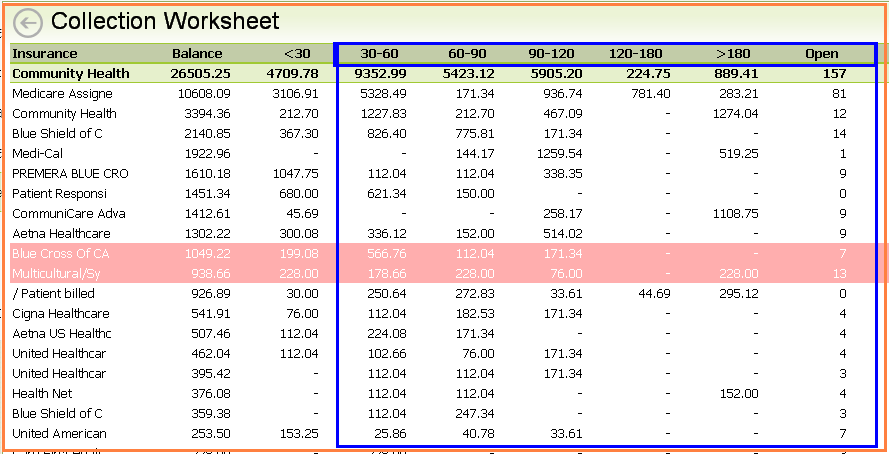 Collection Worksheet
Insurance Balance <30 30-60 60-90 90-120 120-180 >180 Open
Community Health 26505.25 4709.78 9352.99 5423.12 5905.20 224.75 889.41 157
Medicare Assigne 10608.09 3106.91 5328.49 171.34 936.74 781.40 283.21 81
Community Health 3394.36 212.70 1227.83 212.70 467.09 - 1274.04 12
Blue Shield of C 2140.85 367.30 826.40 775.81 171.34 - - 14
Medi-Cal 1922.96 - - 144.17 1259.54 - 519.25 1
PREMERA BLUE CRO 1610.18 1047.75 112.04 112.04 338.35 - - 9
Patient Responsi 1451.34 680.00 621.34 150.00 - - - 0
CommuniCare Adva 1412.61 45.69 - - 258.17 - 1108.75 9
Aetna Healthcare 1302.22 300.08 336.12 152.00 514.02 - - 9
Blue Cross Of CA 1049.22 199.08 566.76 112.04 171.34 - - 7
Multicultural/Sy 938.66 228.00 178.66 228.00 76.00 - 228.00 13
/ Patient billed 926.89 30.00 250.64 272.83 33.61 44.69 295.12 0
Cigna Healthcare 541.91 76.00 112.04 182.53 171.34 - - 4
Aetna US Healthc 507.46 112.04 224.08 171.34 - - - 4
United Healthcar 462.04 112.04 102.66 76.00 171.34 - - 4
United Healthcar 395.42 - 112.04 112.04 171.34 - - 3
Health Net 376.08 - 112.04 112.04 - - 152.00 4
Blue Shield of C 359.38 - 112.04 247.34 - - - 3
United American 253.50 153.25 25.86 40.78 33.61 - - 7